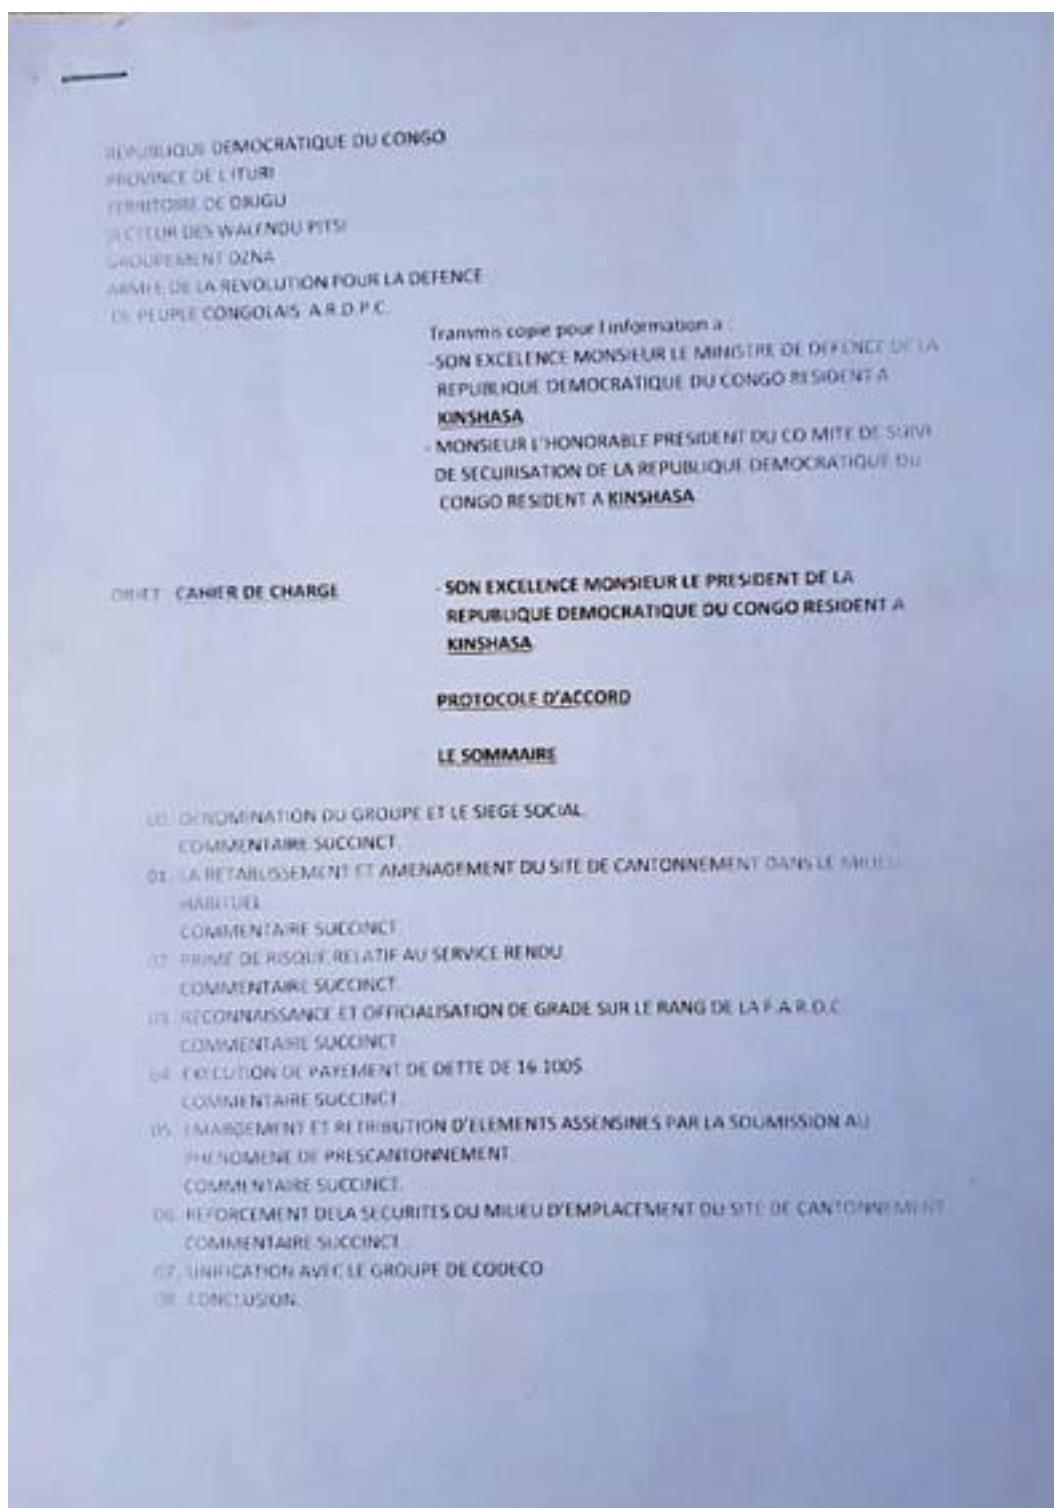 REPUBLIQUE DEMOCRATIQUE DU CONGO
PROVINCE DE L'ITURI
TERRITOIRE DE DJUGU
SECTEUR DES WALENDU PITSI
GROUPEMENT DZNA
ARMEE DE LA REVOLUTION POUR LA DEFENCE
DE PEUPLE CONGOLAIS A.R.D.P.C.
Transmis copie pour l'information a :
-SON EXCELENCE MONSIEUR LE MINISTRE DE DEFENCE DE LA
REPUBLIQUE DEMOCRATIQUE DU CONGO RESIDENT A
KINSHASA
- MONSIEUR L'HONORABLE PRESIDENT DU CO MITE DE SUIVI
DE SECURISATION DE LA REPUBLIQUE DEMOCRATIQUE DU
CONGO RESIDENT A KINSHASA
OBJET : CAHIER DE CHARGE
- SON EXCELENCE MONSIEUR LE PRESIDENT DE LA
REPUBLIQUE DEMOCRATIQUE DU CONGO RESIDENT A
KINSHASA.
PROTOCOLE D'ACCORD
LE SOMMAIRE
DENOMINATION DU GROUPE ET LE SIEGE SOCIAL.
COMMENTAIRE SUCCINCT.
01. LA RETABLISSEMENT ET AMENAGEMENT DU SITE DE CANTONNEMENT DANS LE MILIEU
HABITUEL
COMMENTAIRE SUCCINCT
02. PRIME DE RISQUE RELATIF AU SERVICE RENDU.
COMMENTAIRE SUCCINCT.
03. RECONNAISSANCE ET OFFICIALISATION DE GRADE SUR LE RANG DE LA F.A.R.D.C.
COMMENTAIRE SUCCINCT
04. EXECUTION DE PAYEMENT DE DETTE DE 16.100$.
COMMENTAIRE SUCCINCT.
05. EMARGEMENT ET RETRIBUTION D'ELEMENTS ASSENSINES PAR LA SOUMISSION AU
PHENOMENE DE PRESCANTONNEMENT.
COMMENTAIRE SUCCINCT.
06. REFORCEMENT DELA SECURITES DU MILIEU D'EMPLACEMENT DU SITE DE CANTONNEMENT.
COMMENTAIRE SUCCINCT
07. UNIFICATION AVEC LE GROUPE DE CODECO
08. CONCLUSION.